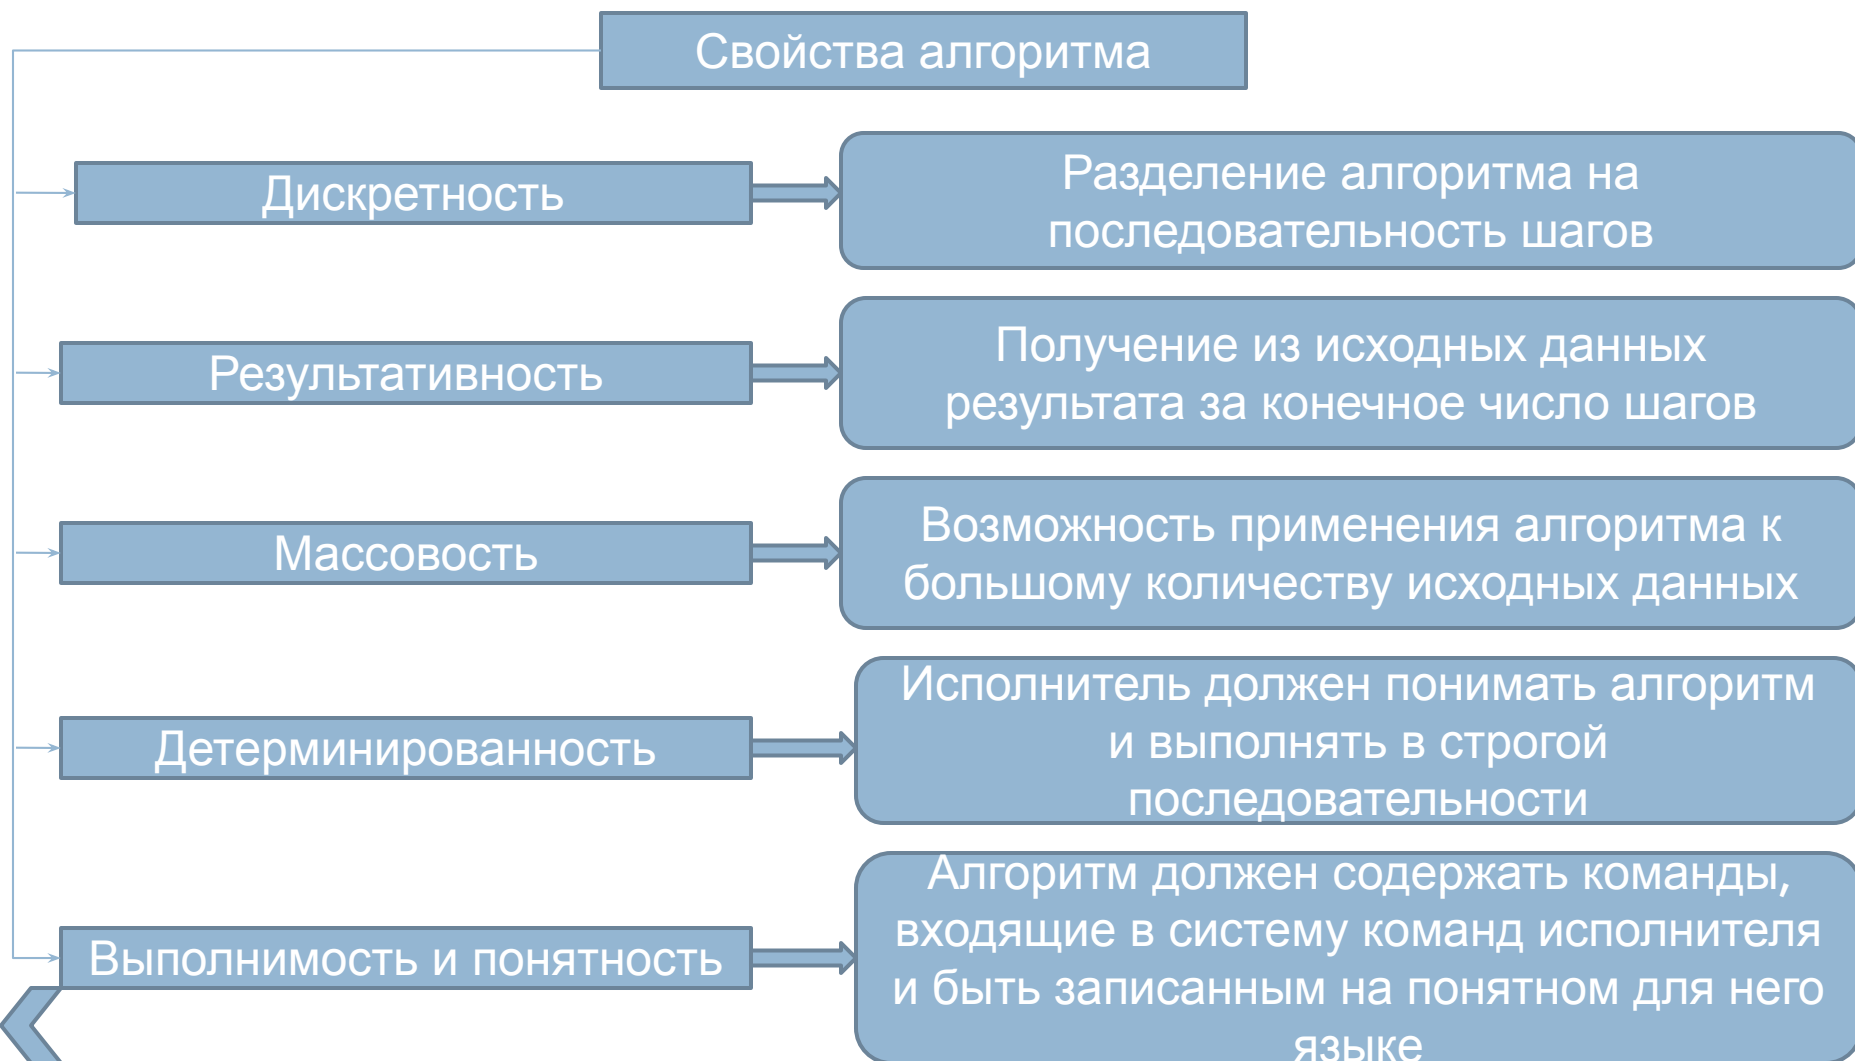 Свойства алгоритма
Дискретность
Разделение алгоритма на
последовательность шагов
Результативность
Получение из исходных данных
результата за конечное число шагов
Массовость
Возможность применения алгоритма к
большому количеству исходных данных
Детерминированность
Исполнитель должен понимать алгоритм
и выполнять в строгой
последовательности
Выполнимость и понятность
Алгоритм должен содержать команды,
входящие в систему команд исполнителя
и быть записанным на понятном для него
языке